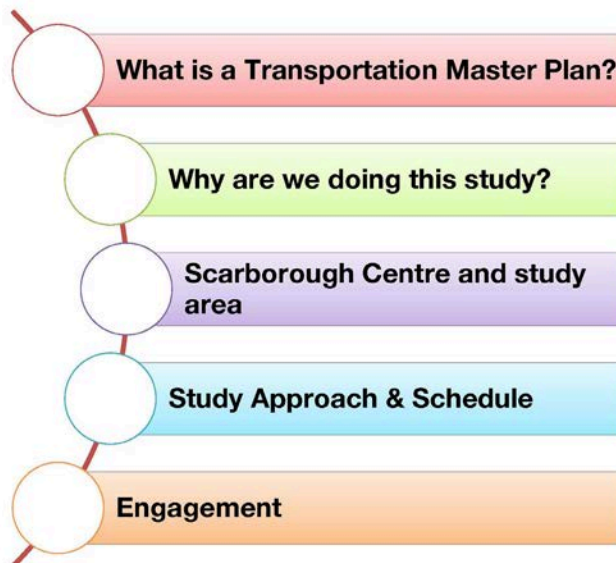 What is a Transportation Master Plan?
Why are we doing this study?
Scarborough Centre and study
area
Study Approach & Schedule
Engagement